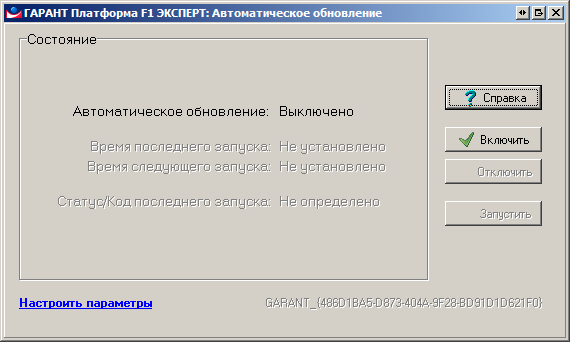 ГАРАНТ Платформа F1 ЭКСПЕРТ: Автоматическое обновление
Состояние
Автоматическое обновление: Выключено
Время последнего запуска: Не установлено
Время следующего запуска: Не установлено
Статус/Код последнего запуска: Не определено
? Справка
Включить
Отключить
Запустить
Настроить параметры
GARANT_{486D1BA5-D873-404A-9F28-BD91D1D621F0}